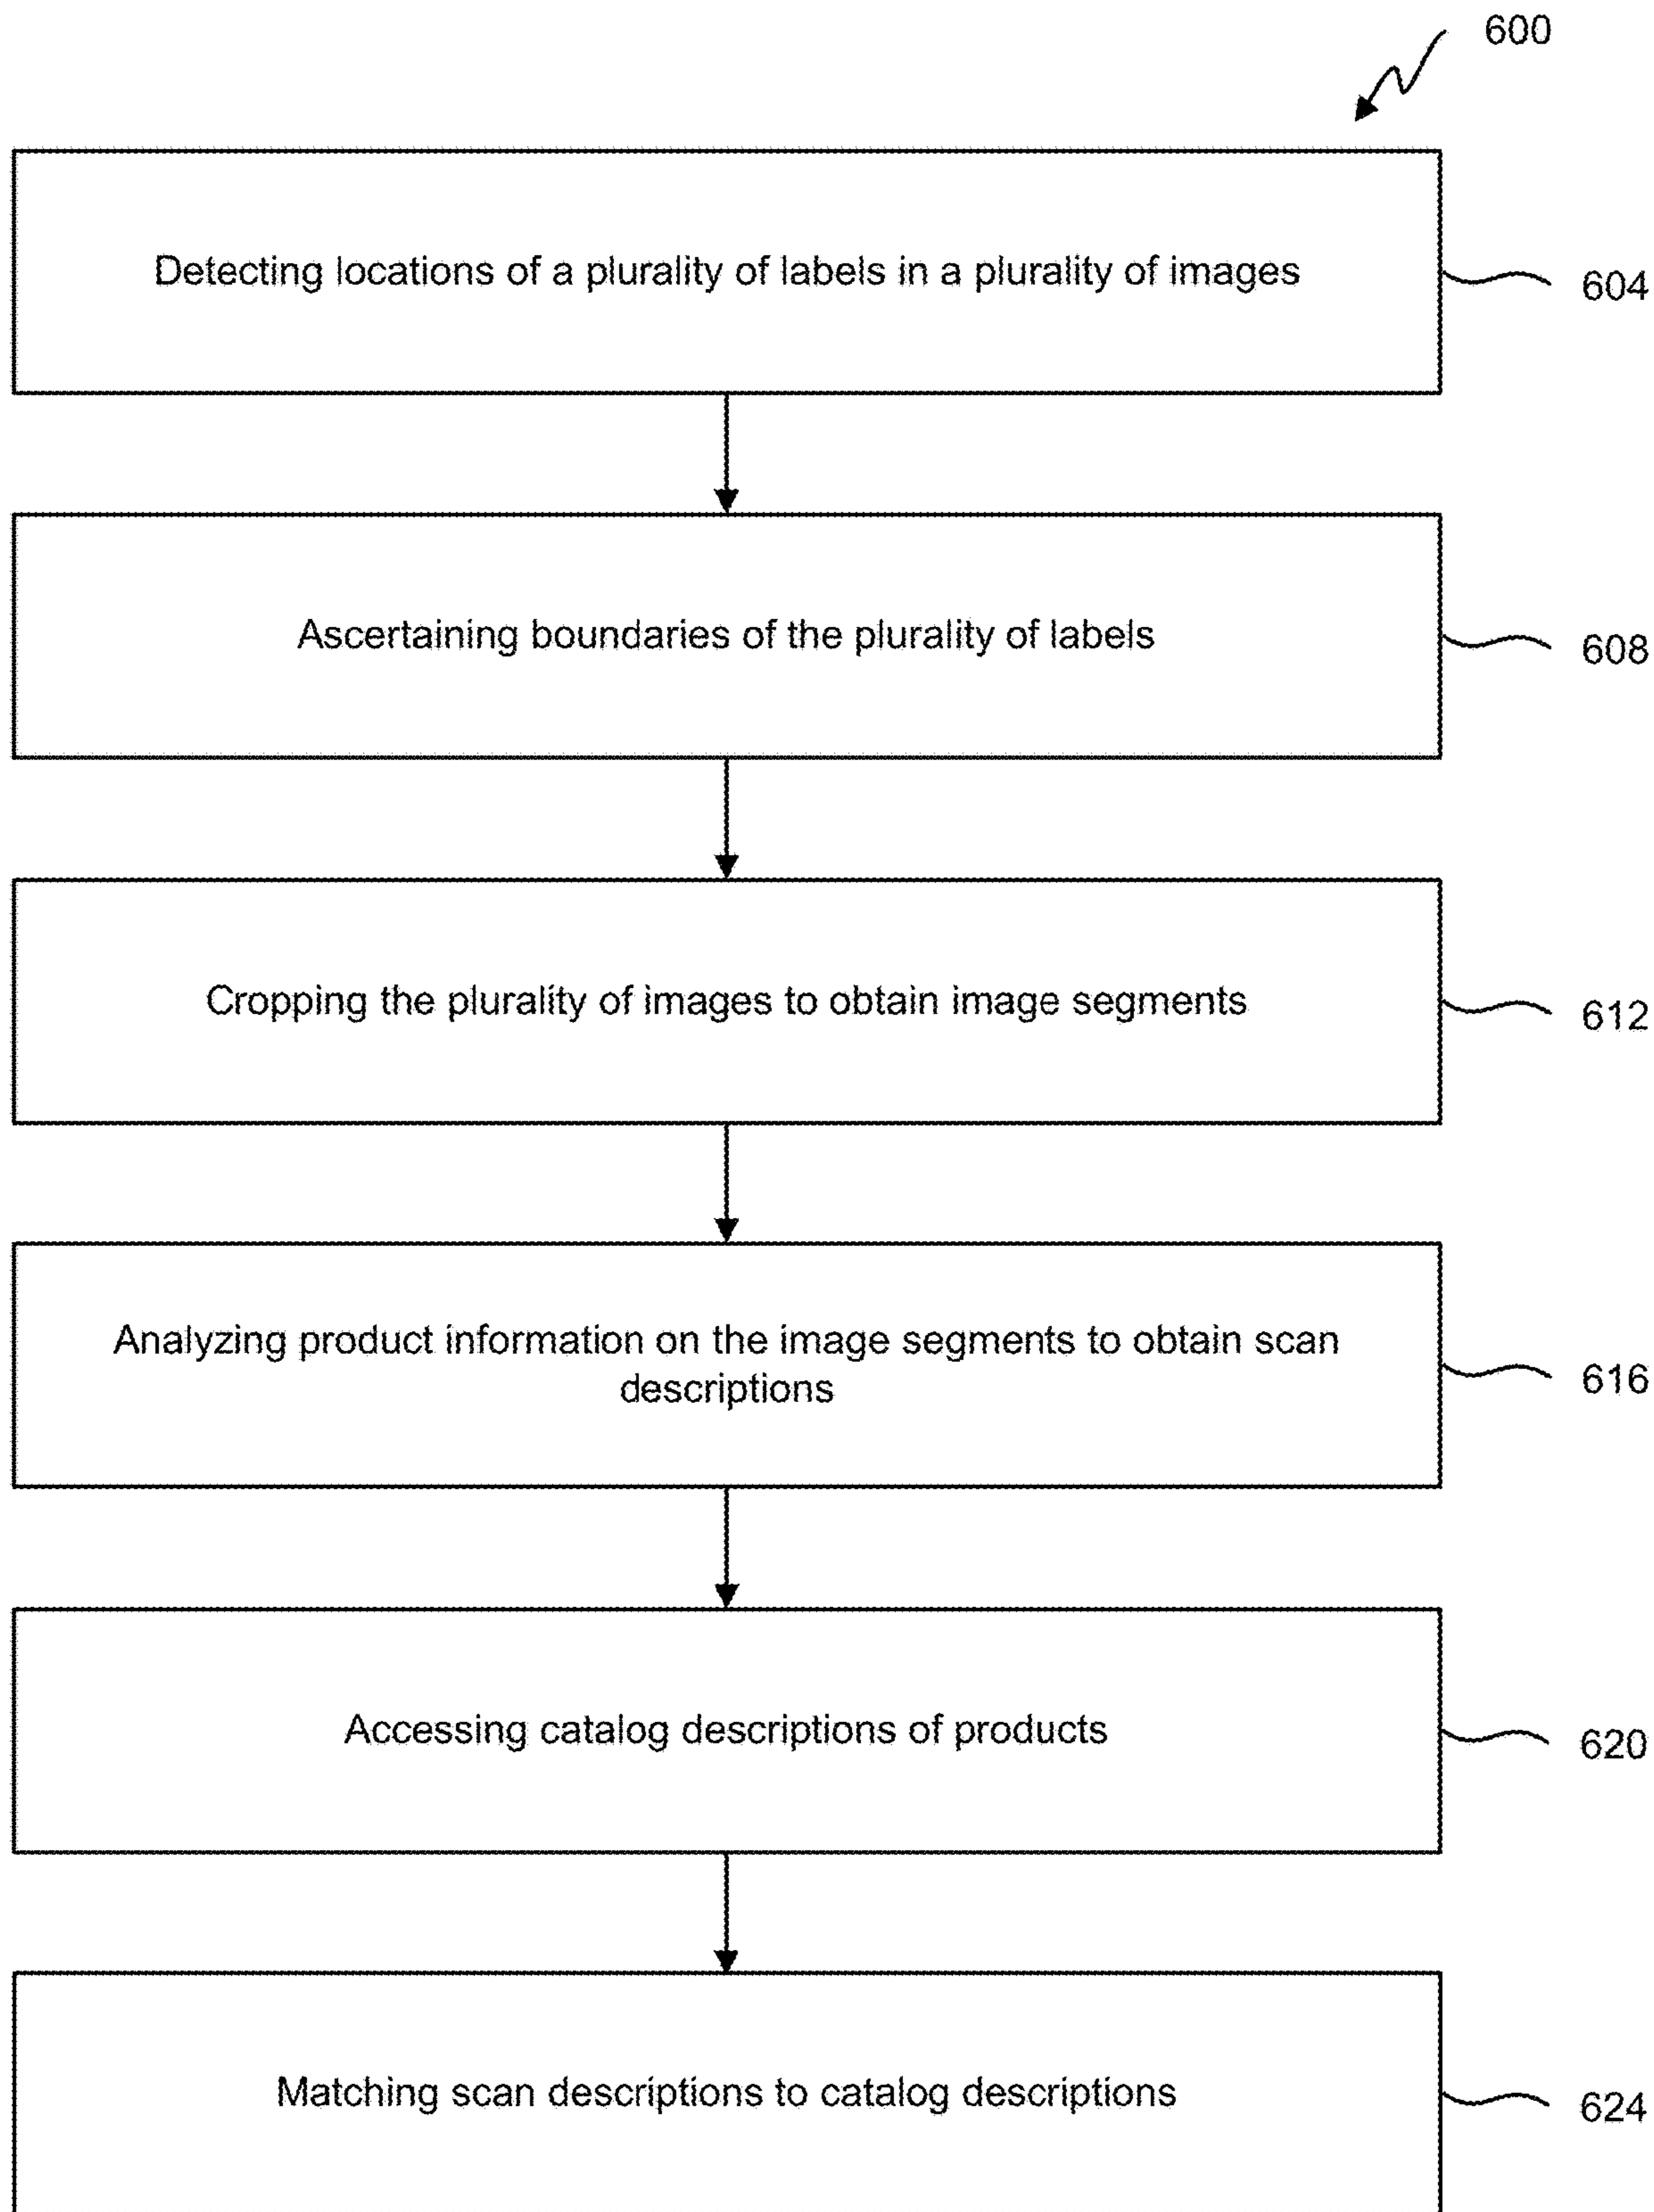 600
Detecting locations of a plurality of labels in a plurality of images
604
Ascertaining boundaries of the plurality of labels
608
Cropping the plurality of images to obtain image segments
612
Analyzing product information on the image segments to obtain scan
descriptions
616
Accessing catalog descriptions of products
620
Matching scan descriptions to catalog descriptions
624